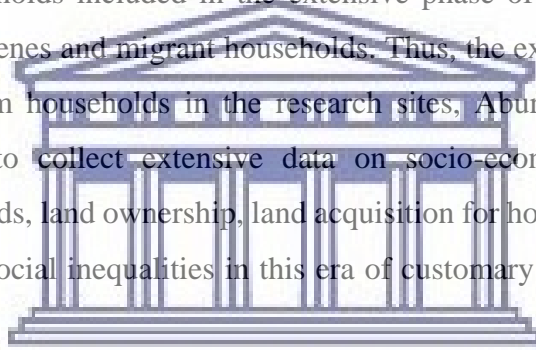 holds included in the extensive phase of
enes and migrant households. Thus, the ex
m households in the research sites, Abur
to collect extensive data on socio-econ
ds, land ownership, land acquisition for ho
ocial inequalities in this era of customary